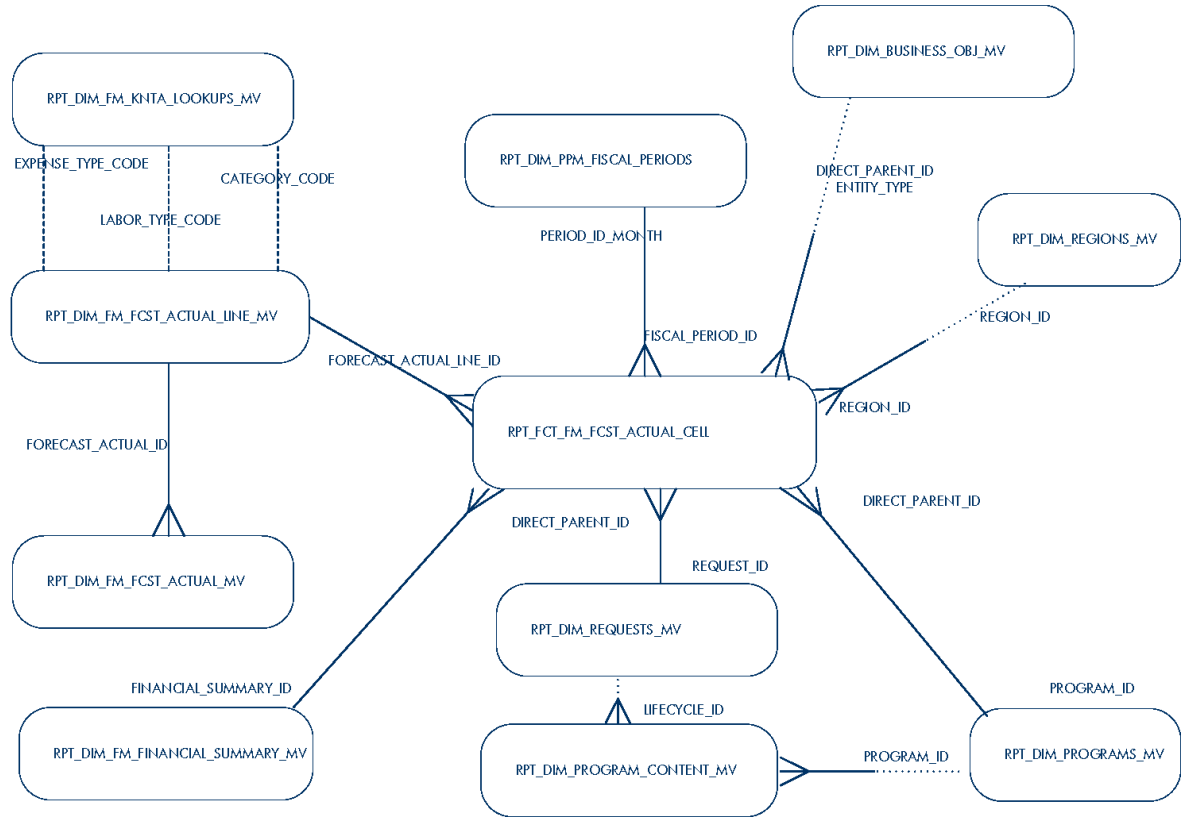 RPT_DIM_BUSINESS_OBJ_MV
RPT_DIM_FM_KNTA_LOOKUPS_MV
RPT_DIM_PPM_FISCAL_PERIODS
EXPENSE_TYPE_CODE
DIRECT_PARENT_ID
CATEGORY_CODE
ENTITY_TYPE
LABOR_TYPE_CODE
PERIOD_ID_MONTH
RPT_DIM_REGIONS_MV
RPT_DIM_FM_FCST_ACTUAL_LINE_MV
REGION_ID
FISCAL_PERIOD_ID
FORECAST_ACTUAL_LNE_ID
REGION_ID
RPT_FCT_FM_FCST_ACTUAL_CELL
FORECAST_ACTUAL_ID
DIRECT_PARENT_ID
DIRECT_PARENT_ID
REQUEST_ID
RPT_DIM_FM_FCST_ACTUAL_MV
RPT_DIM_REQUESTS_MV
FINANCIAL_SUMMARY_ID
PROGRAM_ID
LIFECYCLE_ID
RPT_DIM_FM_FINANCIAL_SUMMARY_MV
PROGRAM_ID
RPT_DIM_PROGRAMS_MV
RPT_DIM_PROGRAM_CONTENT_MV